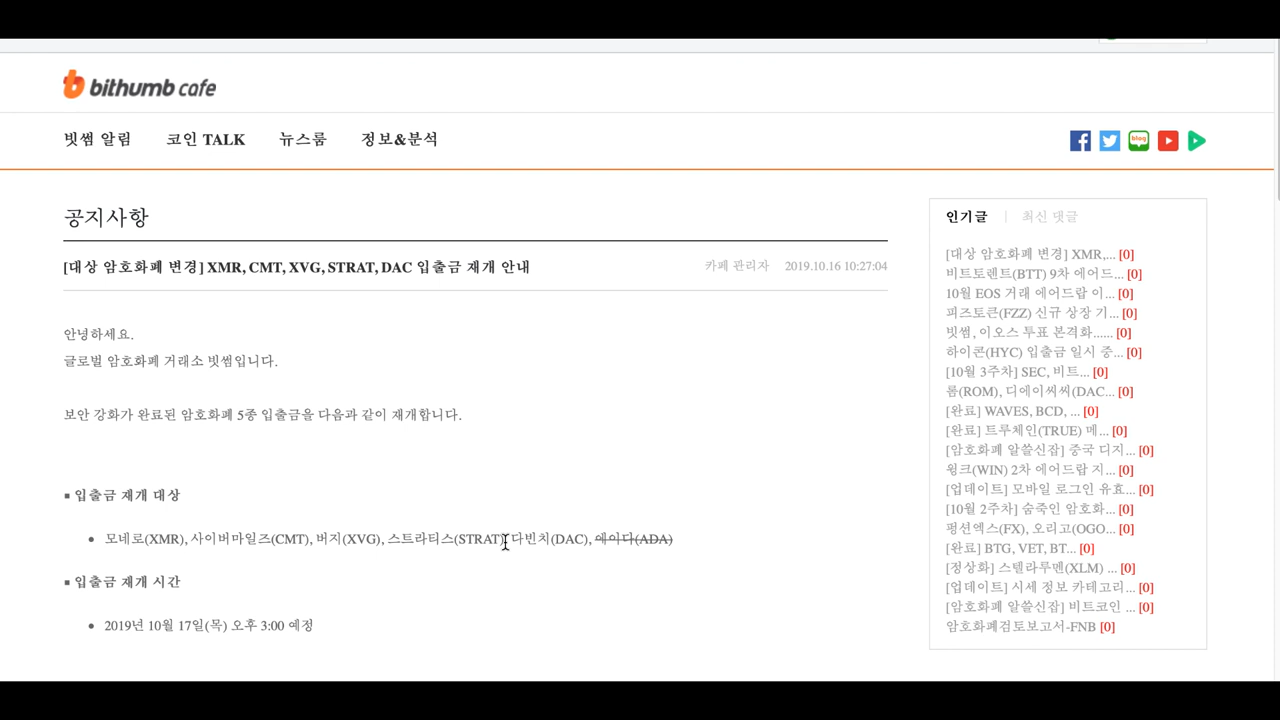 bithumb cafe
빗썸 알림 코인 TALK 뉴스룸 정보&분석
blog
공지사항
[대상 암호화폐 변경] XMR, CMT, XVG, STRAT, DAC 입출금 재개 안내 카페 관리자 2019.10.16 10:27:04
안녕하세요.
글로벌 암호화폐 거래소 빗썸입니다.
보안 강화가 완료된 암호화폐 5종 입출금을 다음과 같이 재개합니다.
■ 입출금 재개 대상
• 모네로(XMR), 사이버마일즈(CMT), 버지(XVG), 스트라티스(STRAT), 다빈치(DAC), 에이다(ADA)
■ 입출금 재개 시간
• 2019년 10월 17일(목) 오후 3:00 예정
인기글 | 최신 댓글
[대상 암호화폐 변경] XMR,... [0]
비트토렌트(BTT) 9차 에어드... [0]
10월 EOS 거래 에어드랍 이... [0]
피즈토큰(FZZ) 신규 상장 기... [0]
빗썸, 이오스 투표 본격화...... [0]
하이콘(HYC) 입출금 일시 중... [0]
[10월 3주차] SEC, 비트... [0]
롬(ROM), 디에이씨씨(DAC... [0]
[완료] WAVES, BCD, ... [0]
[완료] 트루체인(TRUE) 메... [0]
[암호화폐 알쓸신잡] 중국 디지... [0]
윙크(WIN) 2차 에어드랍 지... [0]
[업데이트] 모바일 로그인 유효... [0]
[10월 2주차] 숨죽인 암호화... [0]
펑션엑스(FX), 오리고(OGO... [0]
[완료] BTG, VET, BT... [0]
[정상화] 스텔라루멘(XLM) ... [0]
[업데이트] 시세 정보 카테고리... [0]
[암호화폐 알쓸신잡] 비트코인 ... [0]
암호화폐검토보고서-FNB [0]